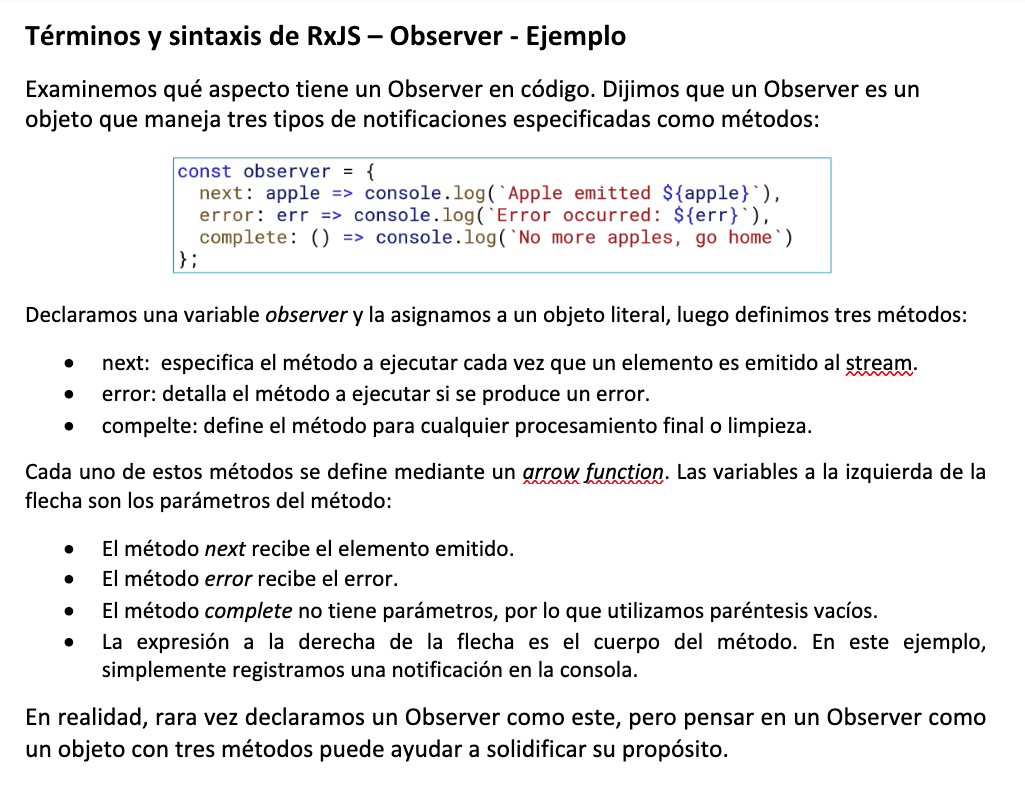 Términos y sintaxis de RxJS – Observer - Ejemplo
Examinemos qué aspecto tiene un Observer en código. Dijimos que un Observer es un
objeto que maneja tres tipos de notificaciones especificadas como métodos:
const observer = {
  next: apple => console.log(`Apple emitted ${apple}`),
  error: err => console.log(`Error occurred: ${err}`),
  complete: () => console.log(`No more apples, go home`)
};
Declaramos una variable observer y la asignamos a un objeto literal, luego definimos tres métodos:
• next: especifica el método a ejecutar cada vez que un elemento es emitido al stream.
• error: detalla el método a ejecutar si se produce un error.
• compelte: define el método para cualquier procesamiento final o limpieza.
Cada uno de estos métodos se define mediante un arrow function. Las variables a la izquierda de la
flecha son los parámetros del método:
• El método next recibe el elemento emitido.
• El método error recibe el error.
• El método complete no tiene parámetros, por lo que utilizamos paréntesis vacíos.
• La expresión a la derecha de la flecha es el cuerpo del método. En este ejemplo,
simplemente registramos una notificación en la consola.
En realidad, rara vez declaramos un Observer como este, pero pensar en un Observer como
un objeto con tres métodos puede ayudar a solidificar su propósito.